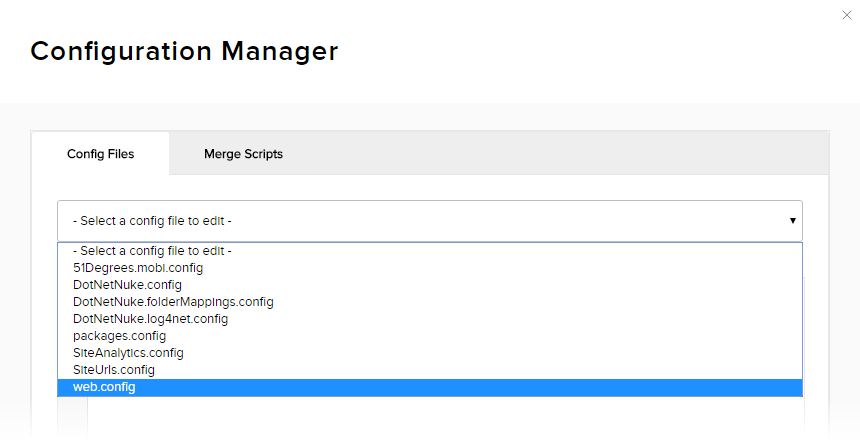 Configuration Manager
Config Files
Merge Scripts
- Select a config file to edit -
- Select a config file to edit -
51Degrees.mobi.config
DotNetNuke.config
DotNetNuke.folderMappings.config
DotNetNuke.log4net.config
packages.config
SiteAnalytics.config
SiteUrls.config
web.config